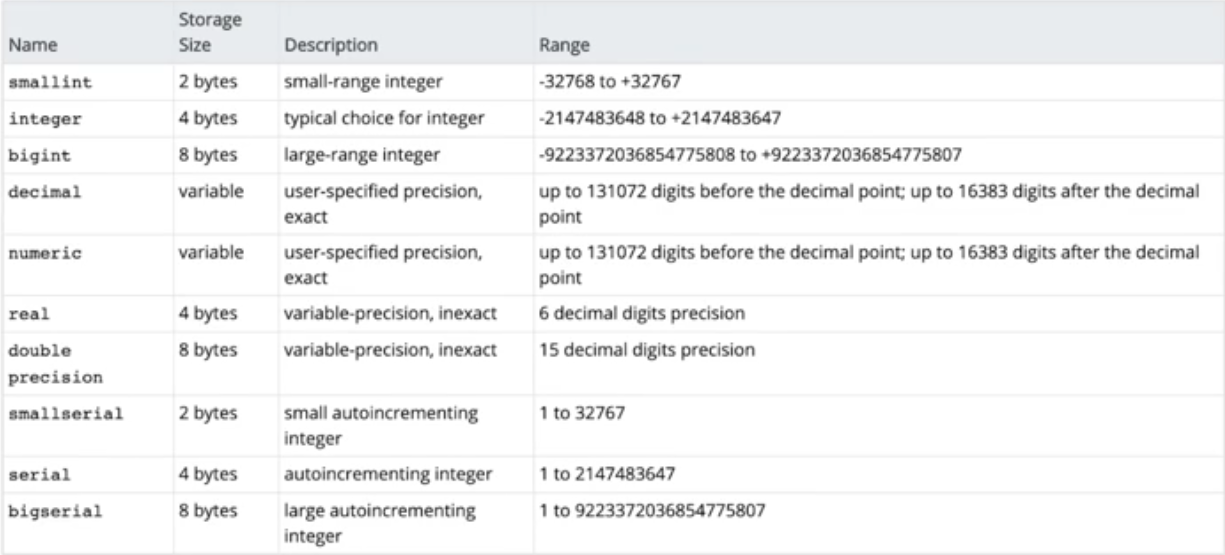 Name Storage Size Description Range
smallint 2 bytes small-range integer -32768 to +32767
integer 4 bytes typical choice for integer -2147483648 to +2147483647
bigint 8 bytes large-range integer -9223372036854775808 to +9223372036854775807
decimal variable user-specified precision, exact up to 131072 digits before the decimal point; up to 16383 digits after the decimal point
numeric variable user-specified precision, exact up to 131072 digits before the decimal point; up to 16383 digits after the decimal point
real 4 bytes variable-precision, inexact 6 decimal digits precision
double precision 8 bytes variable-precision, inexact 15 decimal digits precision
smallserial 2 bytes small autoincrementing integer 1 to 32767
serial 4 bytes autoincrementing integer 1 to 2147483647
bigserial 8 bytes large autoincrementing integer 1 to 9223372036854775807